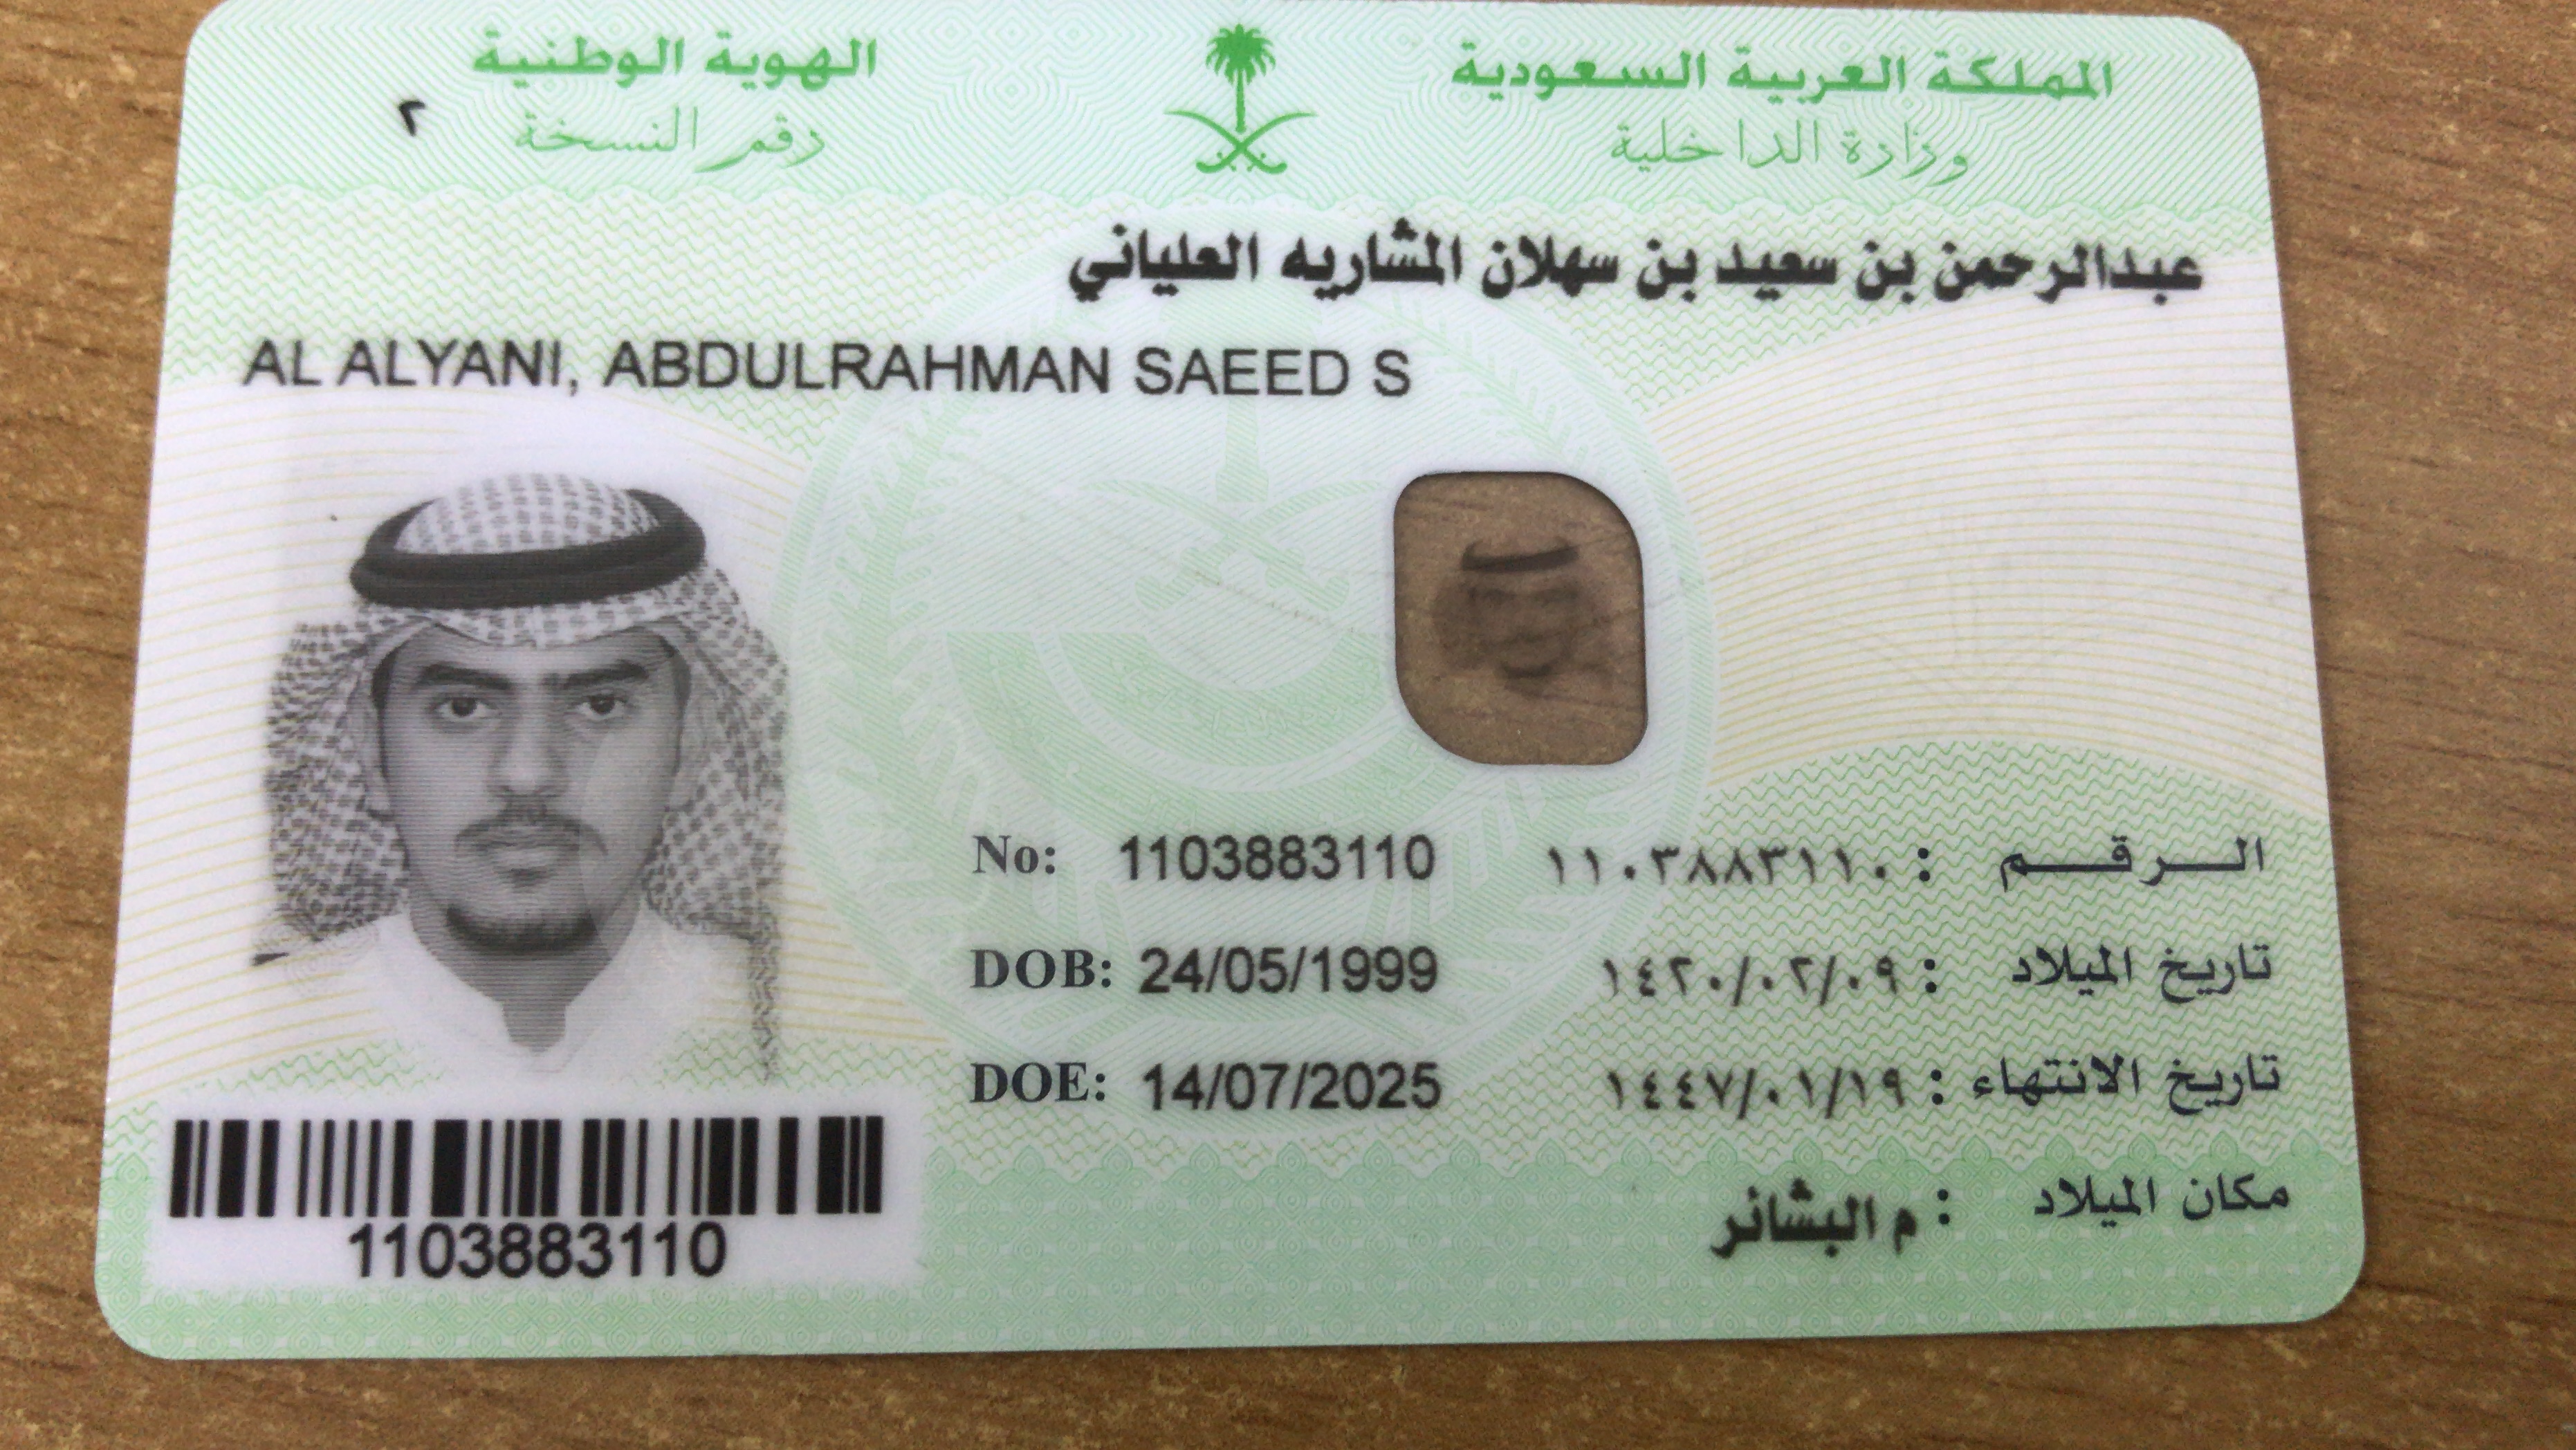 المملكة العربية السعودية
وزارة الداخلية
الهوية الوطنية
رقم النسخة ٢
عبدالرحمن بن سعيد بن سهلان المشاريه العلياني
AL ALYANI, ABDULRAHMAN SAEED S
No: 1103883110
الرقم : ١١٠٣٨٨٣١١٠
DOB: 24/05/1999
تاريخ الميلاد : ١٤٢٠/٠٢/٠٩
DOE: 14/07/2025
تاريخ الانتهاء : ١٤٤٧/٠١/١٩
مكان الميلاد : م البشائر
1103883110